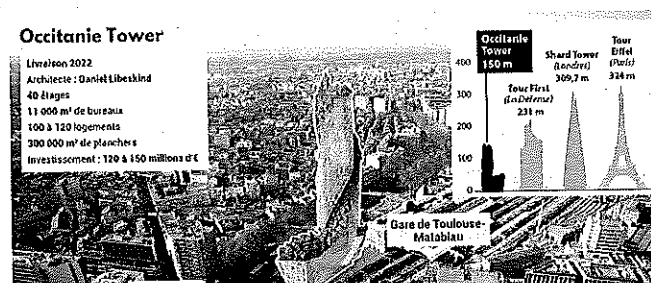 Occitanie Tower
Livraison 2022
Architecte : Daniel Libeskind
40 étages
11 000 m² de bureaux
100 à 120 logements
300 000 m² de planchers
Investissement : 120 à 150 millions d'€
Gare de Toulouse-
Matabiau
Occitanie
Tower
150 m
Tour First
(La Défense)
231 m
Shard Tower
(Londres)
309,7 m
Tour
Eiffel
(Paris)
324 m
400
300
200
100
0